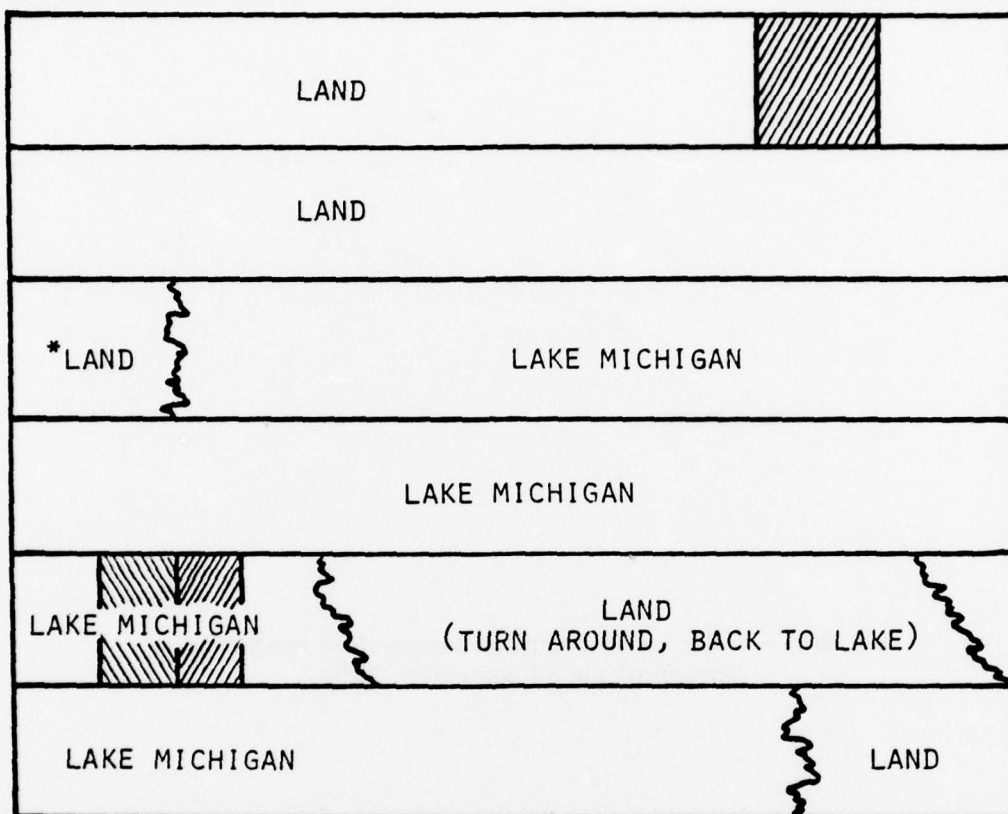 LAND
LAND
*LAND LAKE MICHIGAN
LAKE MICHIGAN
LAKE MICHIGAN LAND
(TURN AROUND, BACK TO LAKE)
LAKE MICHIGAN LAND